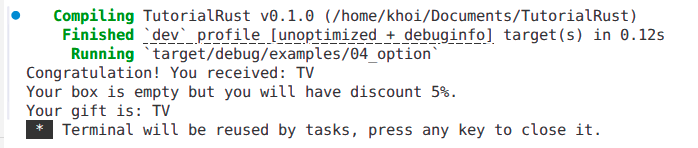 Compiling TutorialRust v0.1.0 (/home/khoi/Documents/TutorialRust)
Finished `dev` profile [unoptimized + debuginfo] target(s) in 0.12s
Running `target/debug/examples/04_option`
Congratulation! You received: TV
Your box is empty but you will have discount 5%.
Your gift is: TV
* Terminal will be reused by tasks, press any key to close it.